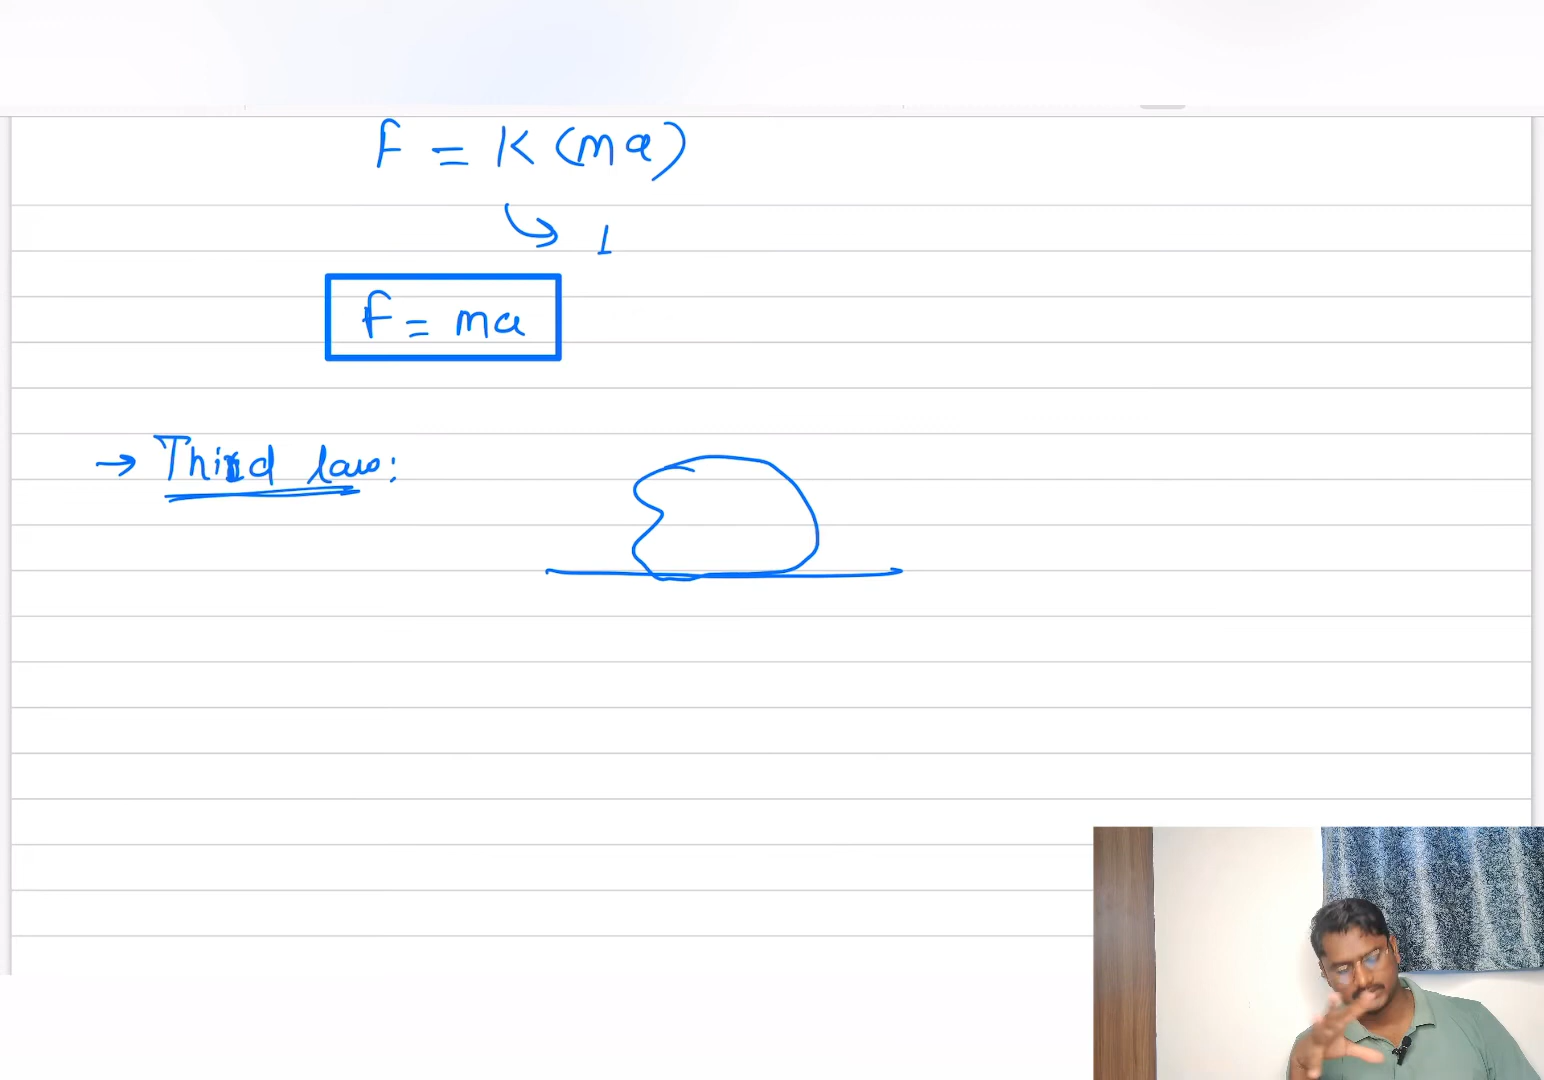 F = K (ma)
↳ 1
F = ma
→ Third law: